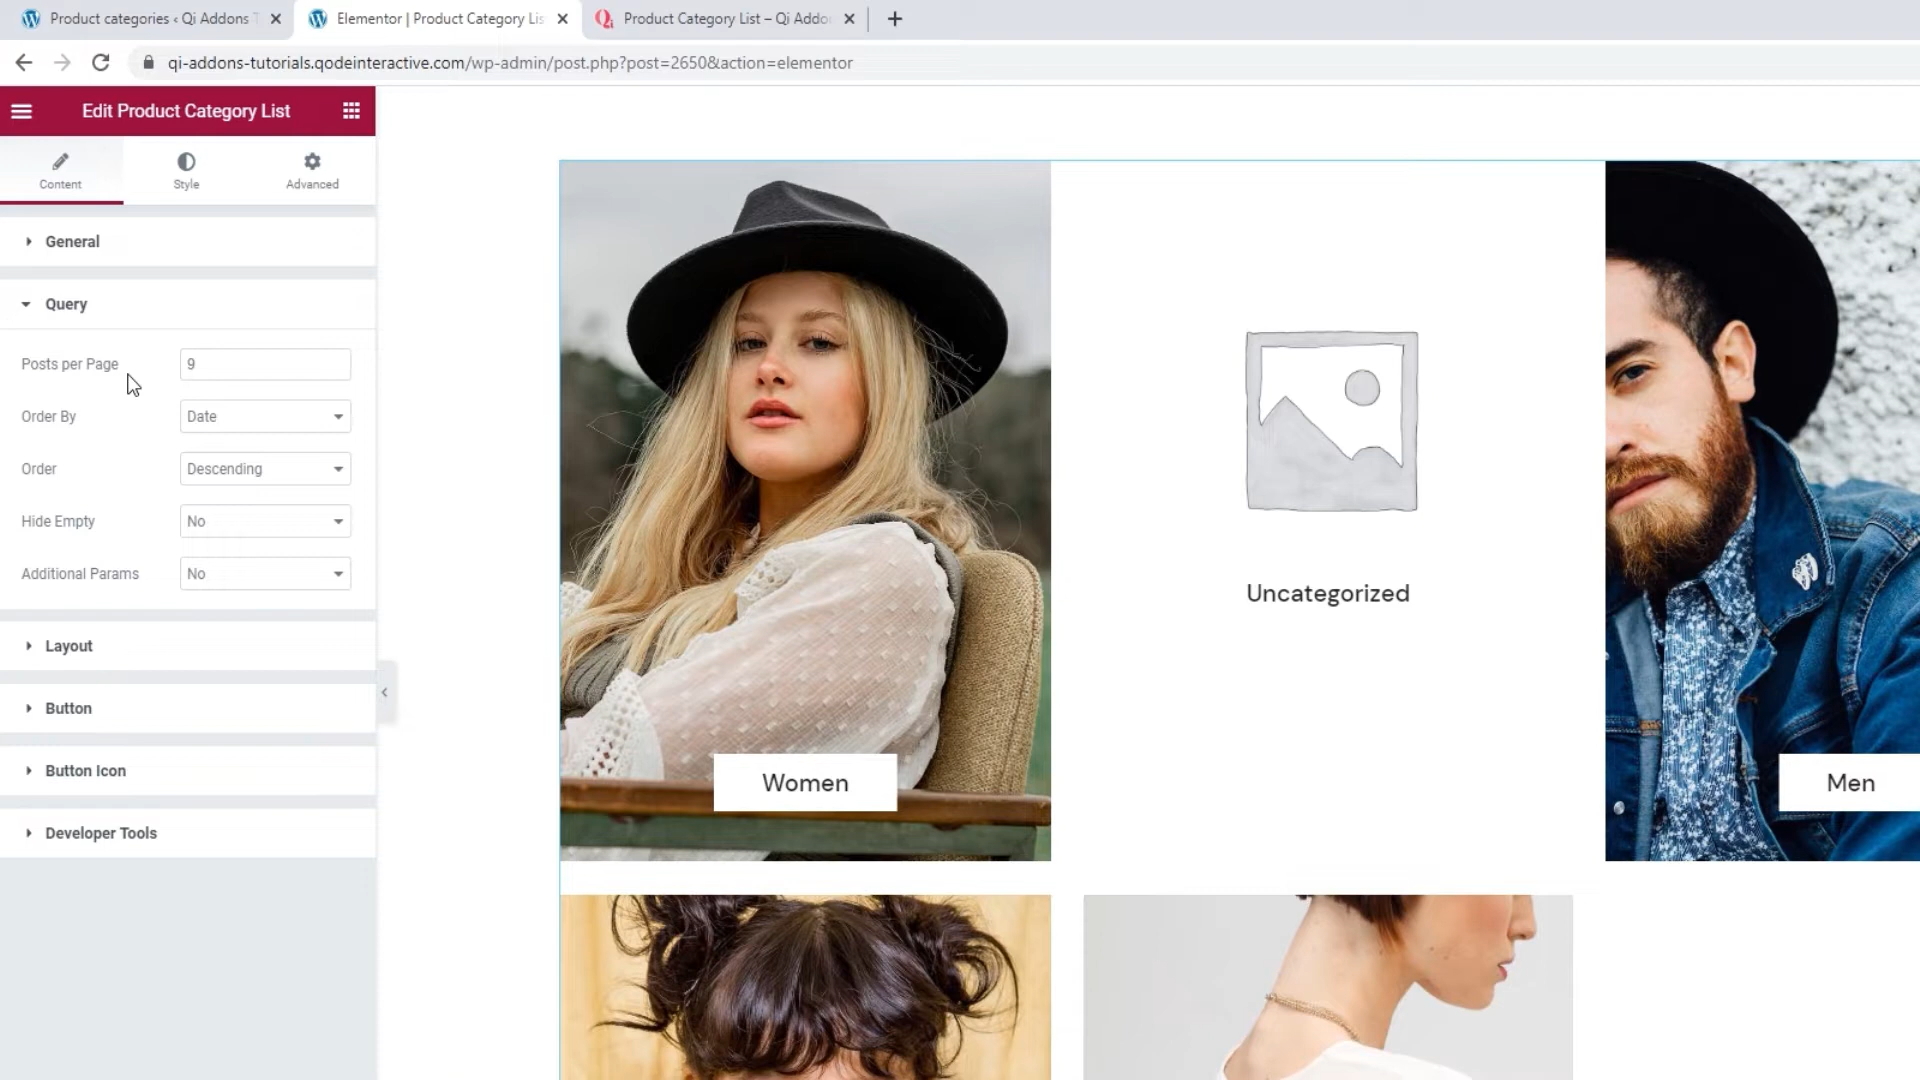 Product categories ‹ Qi Addons T
Elementor | Product Category Lis
Product Category List – Qi Addo
qi-addons-tutorials.qodeinteractive.com/wp-admin/post.php?post=2650&action=elementor
Edit Product Category List
Content
Style
Advanced
General
Query
Posts per Page
9
Order By
Date
Order
Descending
Hide Empty
No
Additional Params
No
Layout
Button
Button Icon
Developer Tools
Women
Uncategorized
Men